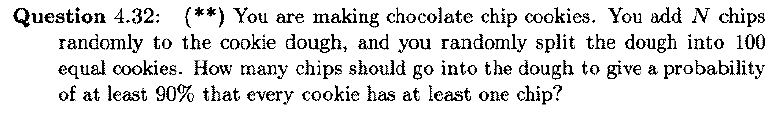 Question 4.32: (**) You are making chocolate chip cookies. You add N chips
randomly to the cookie dough, and you randomly split the dough into 100
equal cookies. How many chips should go into the dough to give a probability
of at least 90% that every cookie has at least one chip?